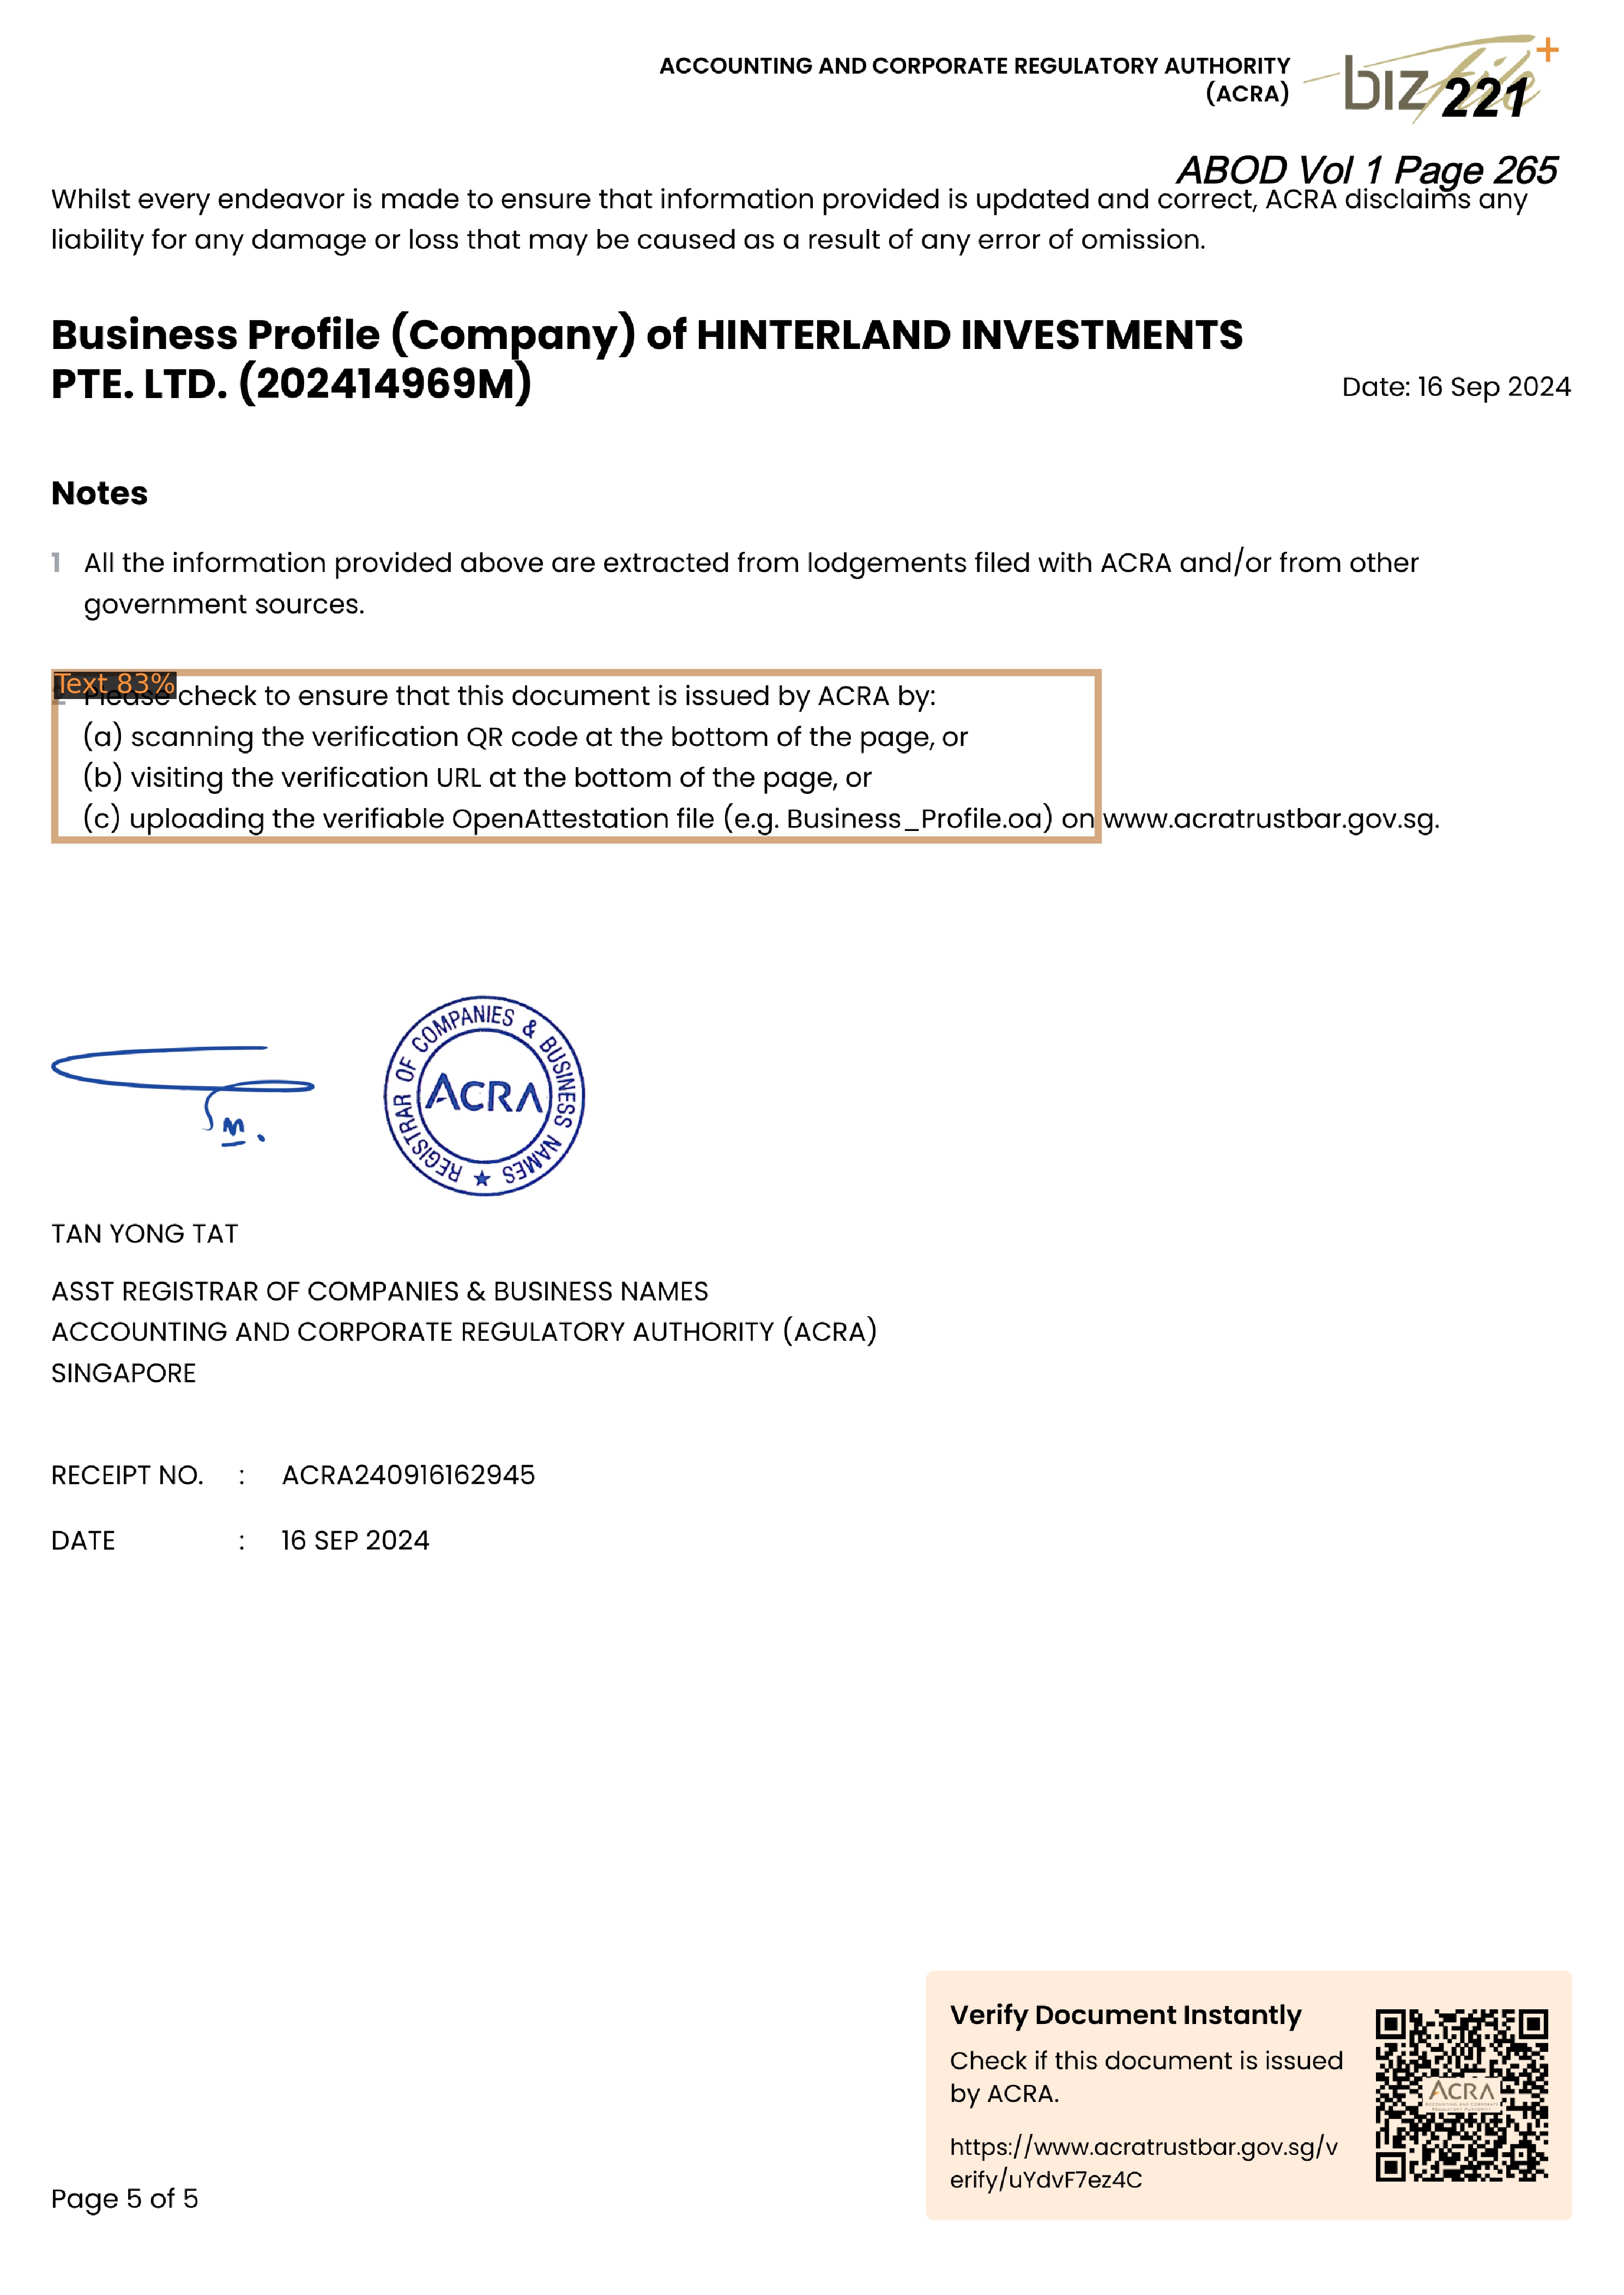 ACCOUNTING AND CORPORATE REGULATORY AUTHORITY
(ACRA)
bizfile+
221
ABOD Vol 1 Page 265
Whilst every endeavor is made to ensure that information provided is updated and correct, ACRA disclaims any
liability for any damage or loss that may be caused as a result of any error of omission.
Business Profile (Company) of HINTERLAND INVESTMENTS
PTE. LTD. (202414969M)
Date: 16 Sep 2024
Notes
1 All the information provided above are extracted from lodgements filed with ACRA and/or from other
government sources.
Text 83%
Please check to ensure that this document is issued by ACRA by:
(a) scanning the verification QR code at the bottom of the page, or
(b) visiting the verification URL at the bottom of the page, or
(c) uploading the verifiable OpenAttestation file (e.g. Business_Profile.oa) on www.acratrustbar.gov.sg.
REGISTRAR OF COMPANIES & BUSINESS NAMES
ACRA
TAN YONG TAT
ASST REGISTRAR OF COMPANIES & BUSINESS NAMES
ACCOUNTING AND CORPORATE REGULATORY AUTHORITY (ACRA)
SINGAPORE
RECEIPT NO. : ACRA240916162945
DATE : 16 SEP 2024
Verify Document Instantly
Check if this document is issued
by ACRA.
https://www.acratrustbar.gov.sg/v
erify/uYdvF7ez4C
ACRA
ACCOUNTING AND CORPORATE
REGULATORY AUTHORITY
Page 5 of 5